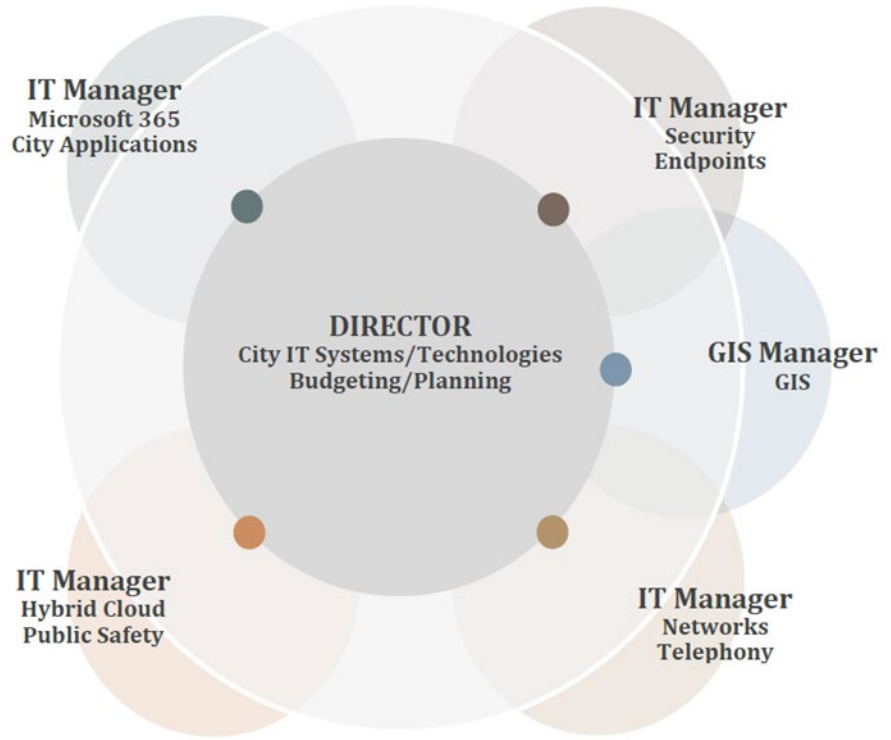 IT Manager
Microsoft 365
City Applications
IT Manager
Security
Endpoints
DIRECTOR
City IT Systems/Technologies
Budgeting/Planning
GIS Manager
GIS
IT Manager
Hybrid Cloud
Public Safety
IT Manager
Networks
Telephony